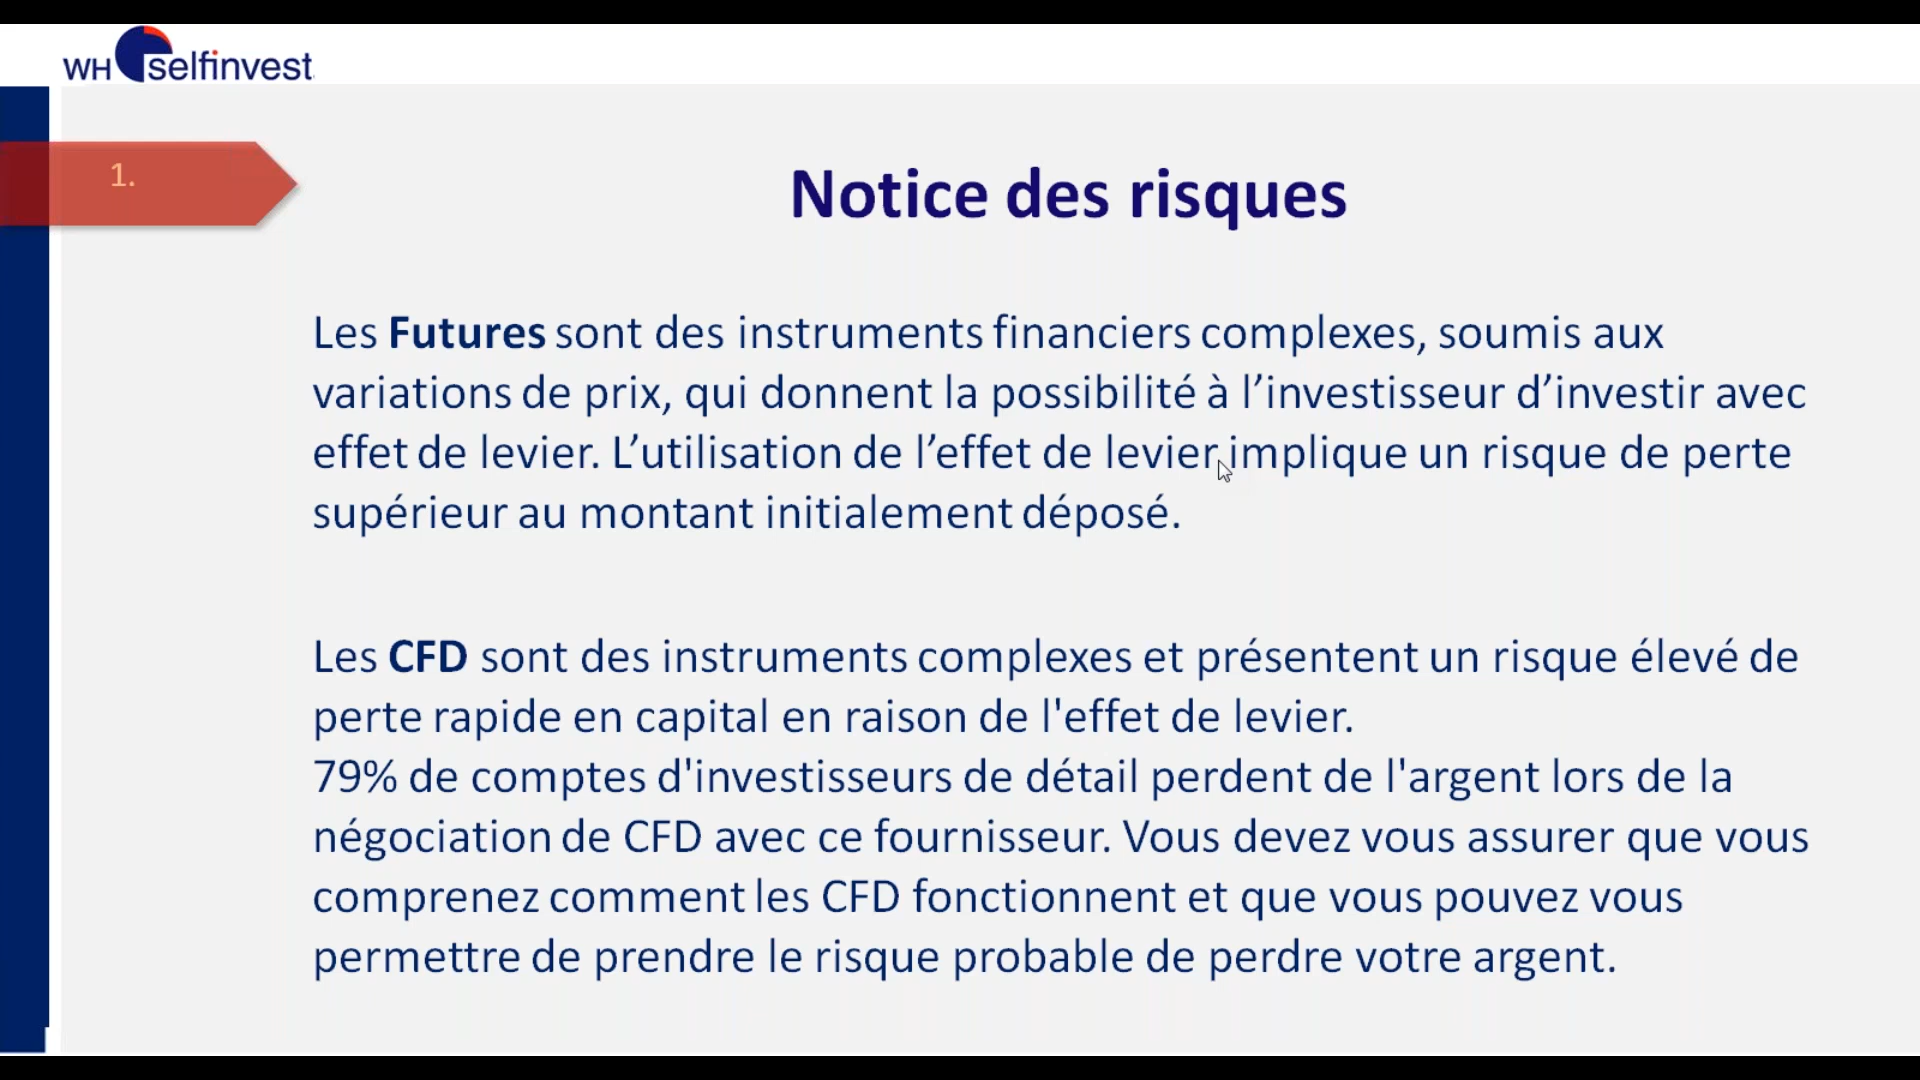 WH selfinvest
1.
Notice des risques
Les Futures sont des instruments financiers complexes, soumis aux
variations de prix, qui donnent la possibilité à l’investisseur d’investir avec
effet de levier. L’utilisation de l’effet de levier implique un risque de perte
supérieur au montant initialement déposé.
Les CFD sont des instruments complexes et présentent un risque élevé de
perte rapide en capital en raison de l'effet de levier.
79% de comptes d'investisseurs de détail perdent de l'argent lors de la
négociation de CFD avec ce fournisseur. Vous devez vous assurer que vous
comprenez comment les CFD fonctionnent et que vous pouvez vous
permettre de prendre le risque probable de perdre votre argent.